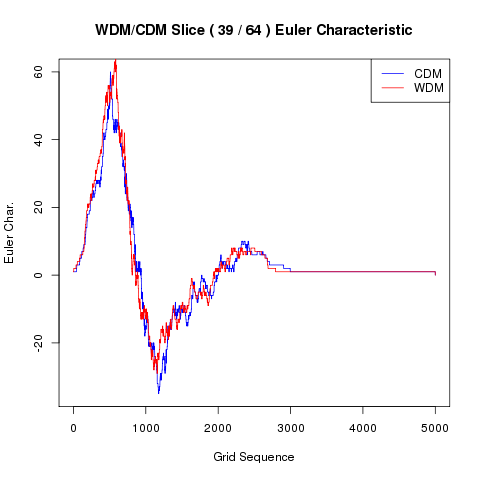 WDM/CDM Slice ( 39 / 64 ) Euler Characteristic
CDM
WDM
Euler Char.
60
40
20
0
-20
0 1000 2000 3000 4000 5000
Grid Sequence